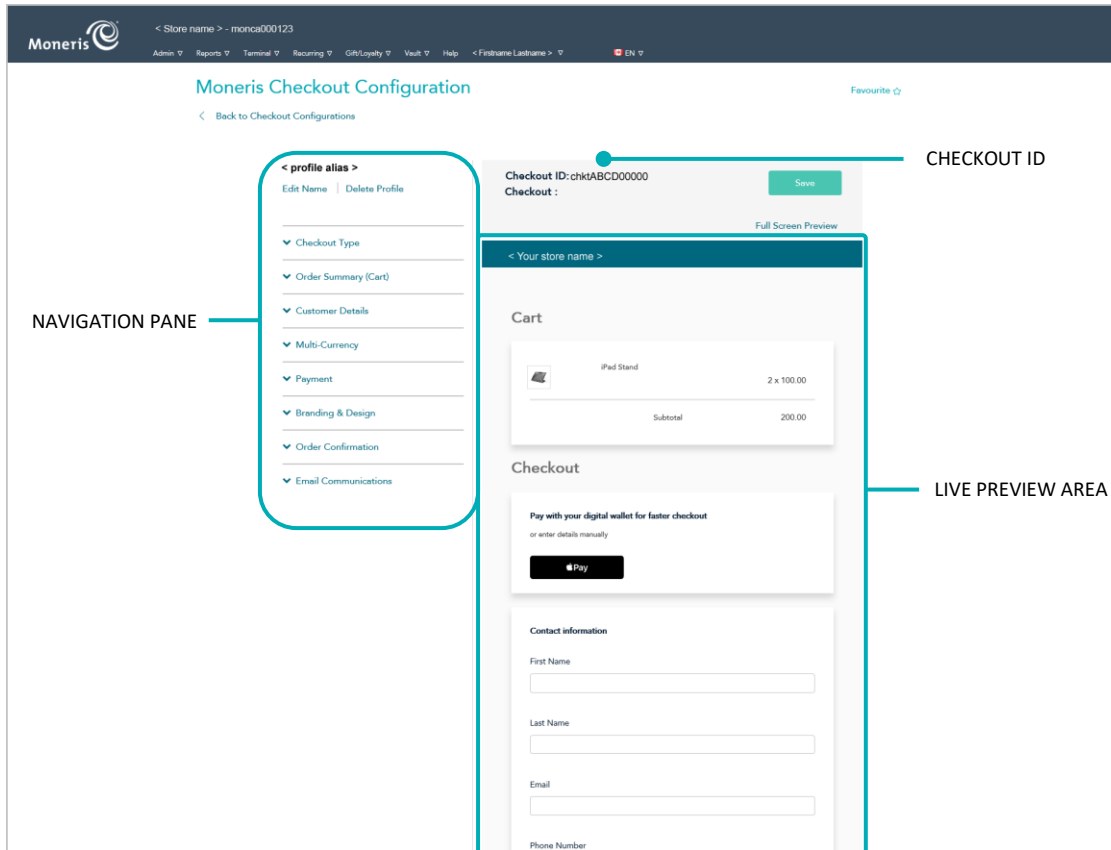 Moneris
< Store name > - monca000123
Admin Reports Terminal Recurring Gift/Loyalty Vault Help < Firstname Lastname > EN
Moneris Checkout Configuration
Favourite
Back to Checkout Configurations
< profile alias >
Edit Name | Delete Profile
Checkout Type
Order Summary (Cart)
Customer Details
Multi-Currency
Payment
Branding & Design
Order Confirmation
Email Communications
NAVIGATION PANE
CHECKOUT ID
Checkout ID: chktABCD00000
Checkout :
Save
Full Screen Preview
< Your store name >
Cart
iPad Stand
2 x 100.00
Subtotal 200.00
Checkout
LIVE PREVIEW AREA
Pay with your digital wallet for faster checkout
or enter details manually
Pay
Contact information
First Name
Last Name
Email
Phone Number